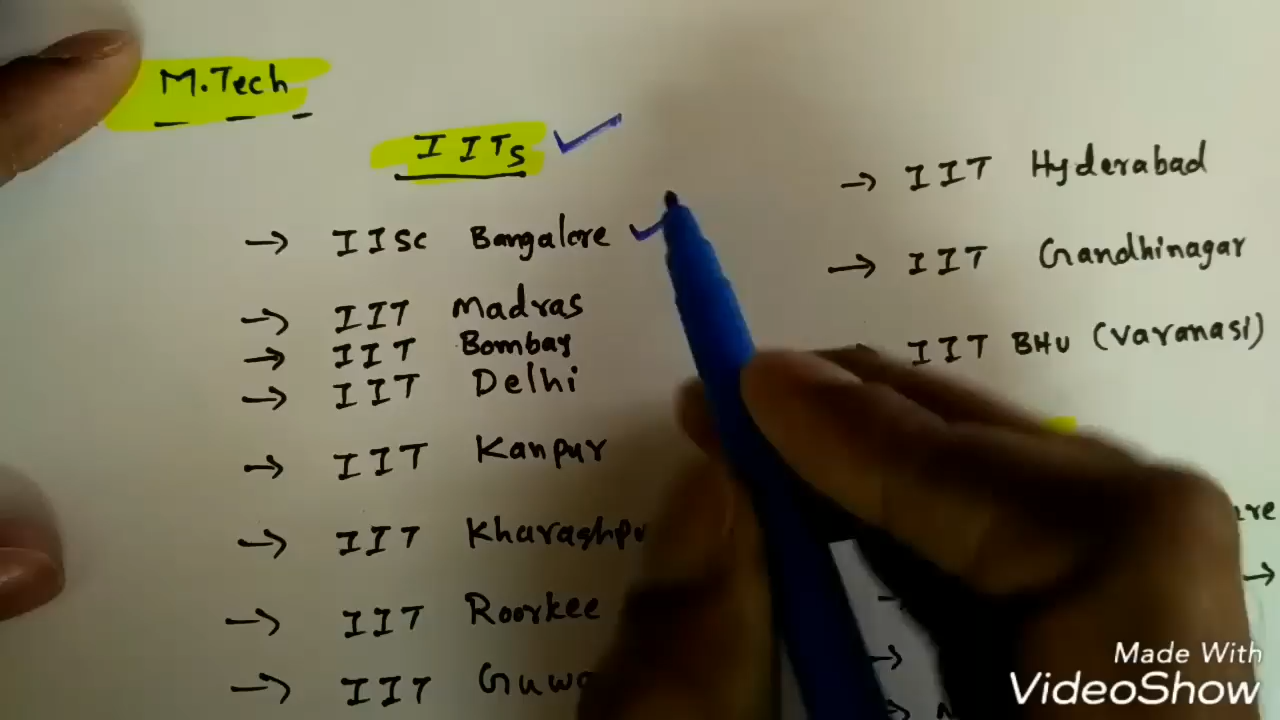 M.Tech
IITs
→ IISc Bangalore
→ IIT Madras
→ IIT Bombay
→ IIT Delhi
→ IIT Kanpur
→ IIT
→ IIT Roorkee
→ IIT
→ IIT Hyderabad
→ IIT Gandhinagar
IIT BHU (Varanasi)
Made With
VideoShow